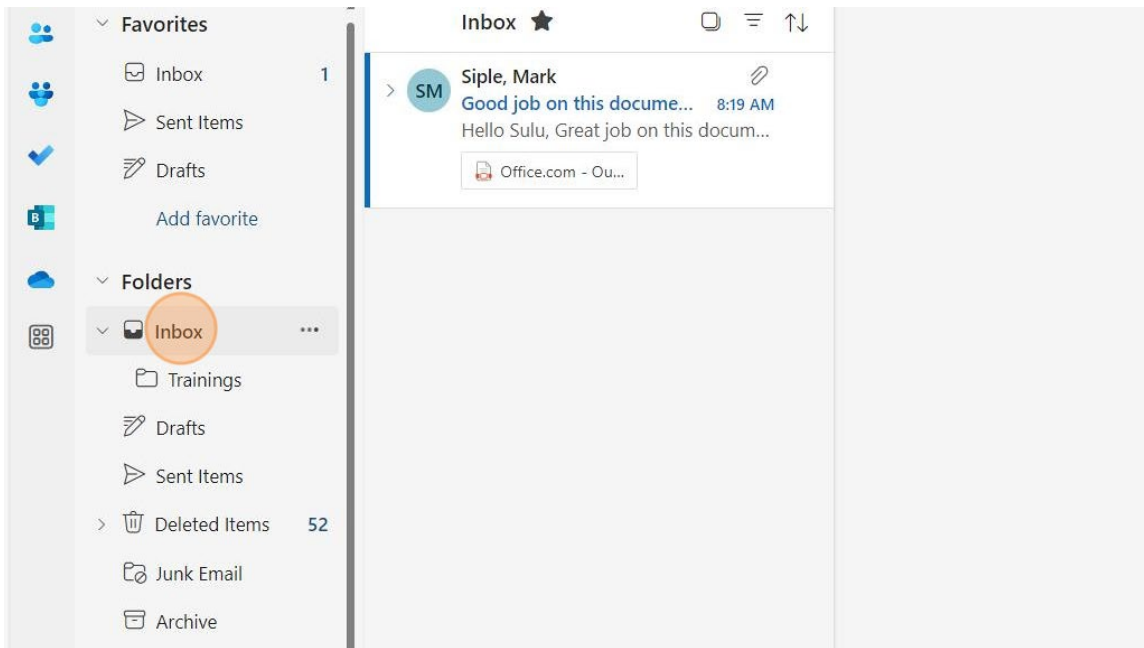 Favorites
Inbox 1
Sent Items
Drafts
Add favorite
Folders
Inbox
Trainings
Drafts
Sent Items
Deleted Items 52
Junk Email
Archive
B
Inbox
SM
Siple, Mark
Good job on this docume... 8:19 AM
Hello Sulu, Great job on this docum...
Office.com - Ou...